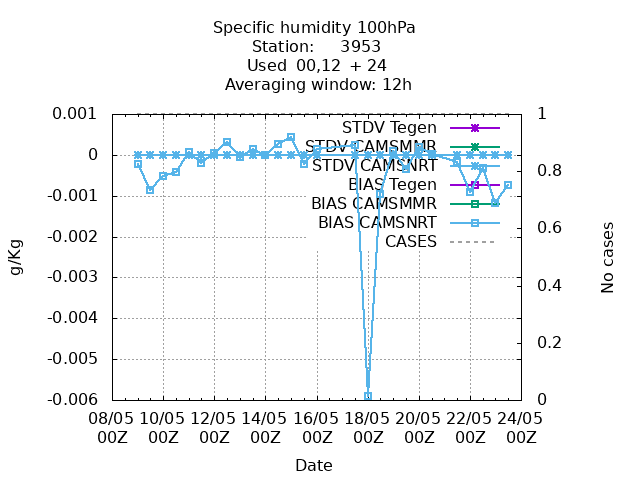 Specific humidity 100hPa
Station: 3953
Used 00,12 + 24
Averaging window: 12h
0.001
0
-0.001
-0.002
-0.003
-0.004
-0.005
-0.006
g/Kg
STDV Tegen
STDV CAMSMMR
STDV CAMSNRT
BIAS Tegen
BIAS CAMSMMR
BIAS CAMSNRT
CASES
1
0.8
0.6
0.4
0.2
0
No cases
08/05 10/05 12/05 14/05 16/05 18/05 20/05 22/05 24/05
00Z 00Z 00Z 00Z 00Z 00Z 00Z 00Z 00Z
Date